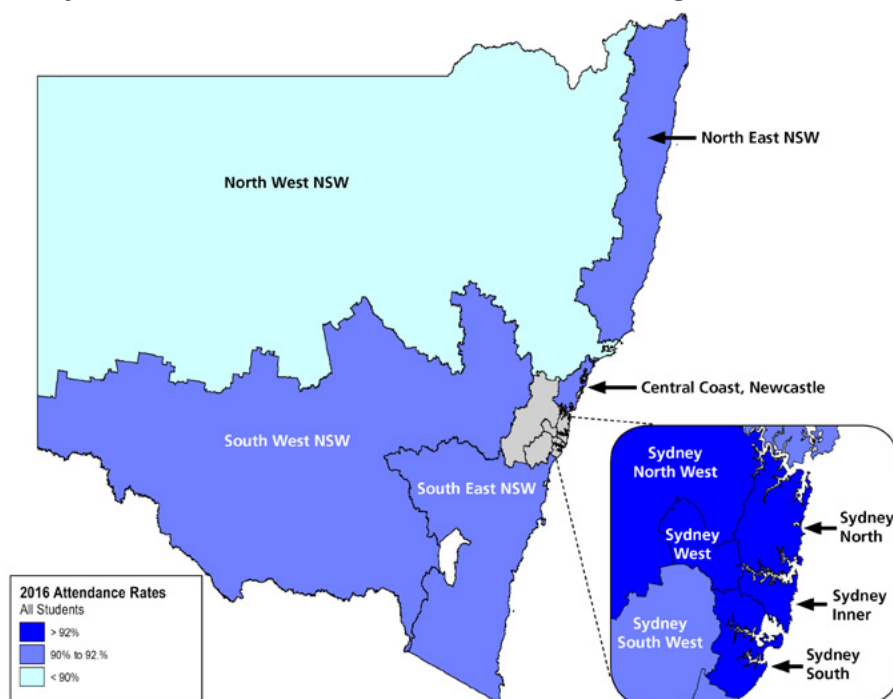 North East NSW
North West NSW
Central Coast, Newcastle
South West NSW
South East NSW
Sydney
North West
Sydney
North
Sydney
West
Sydney
Inner
Sydney
South West
Sydney
South
2016 Attendance Rates
All Students
> 92%
90% to 92.%
< 90%